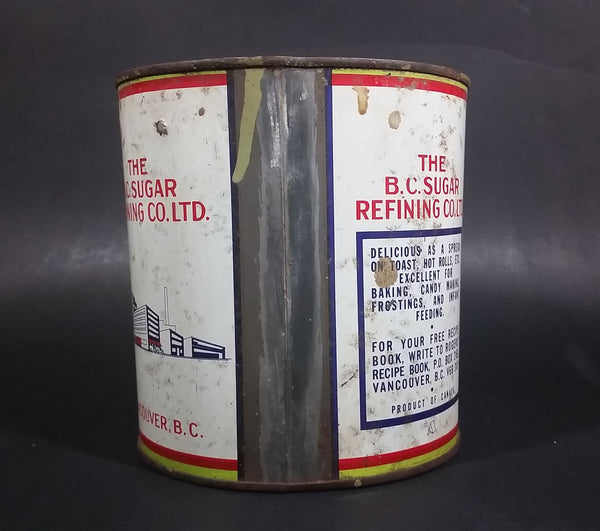 THE
B.C. SUGAR
REFINING CO. LTD.
VANCOUVER, B.C.
THE
B.C. SUGAR
REFINING CO. LTD
DELICIOUS AS A SPREAD
ON TOAST, HOT ROLLS, ETC.
EXCELLENT FOR
BAKING, CANDY MAKING,
FROSTINGS, AND INFANT
FEEDING.
•
FOR YOUR FREE RECIPE
BOOK, WRITE TO ROGERS
RECIPE BOOK, P.O. BOX
VANCOUVER, B.C.
•
PRODUCT OF CANADA